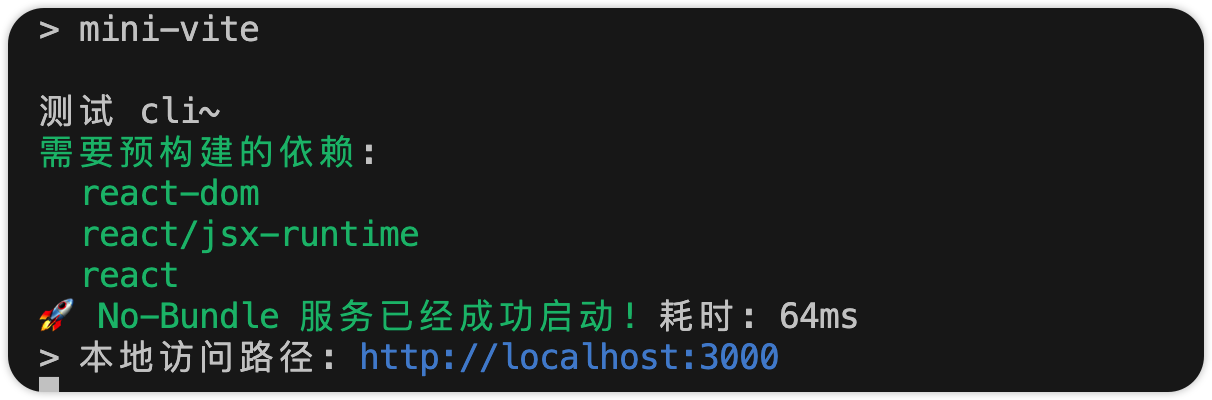 > mini-vite
测试 cli~
需要预构建的依赖:
react-dom
react/jsx-runtime
react
🚀 No-Bundle 服务已经成功启动! 耗时: 64ms
> 本地访问路径: http://localhost:3000